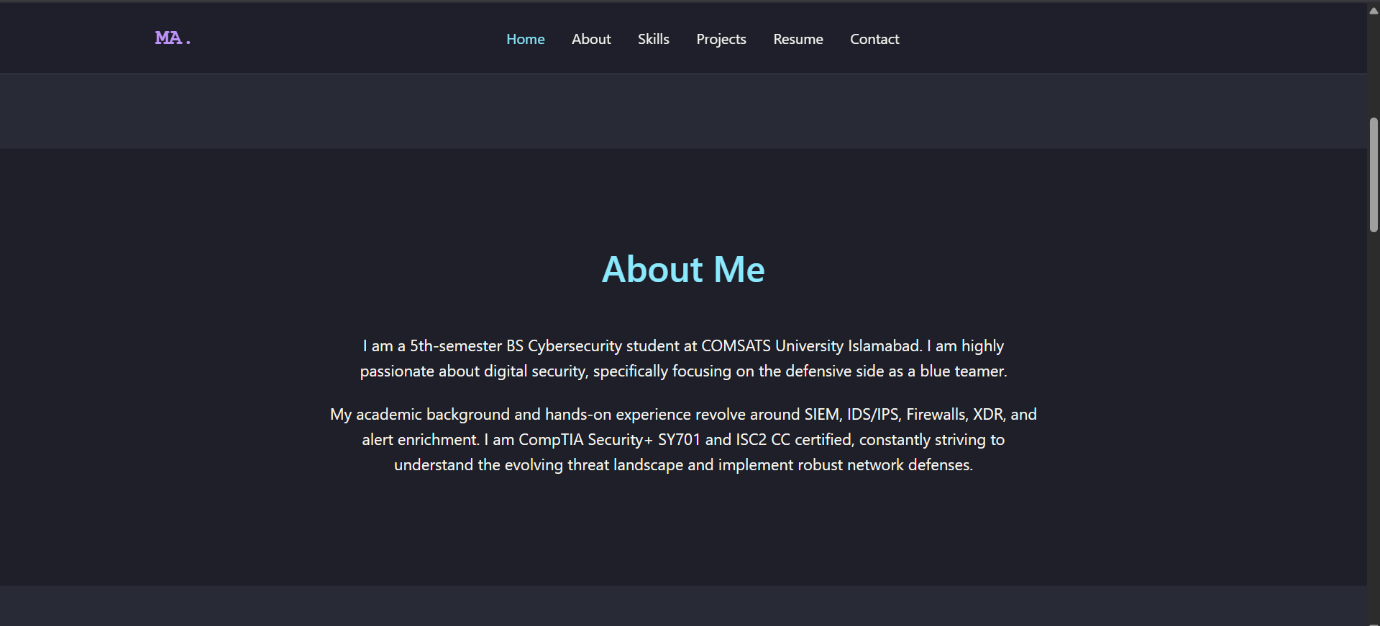 MA.
Home About Skills Projects Resume Contact
About Me
I am a 5th-semester BS Cybersecurity student at COMSATS University Islamabad. I am highly
passionate about digital security, specifically focusing on the defensive side as a blue teamer.
My academic background and hands-on experience revolve around SIEM, IDS/IPS, Firewalls, XDR, and
alert enrichment. I am CompTIA Security+ SY701 and ISC2 CC certified, constantly striving to
understand the evolving threat landscape and implement robust network defenses.